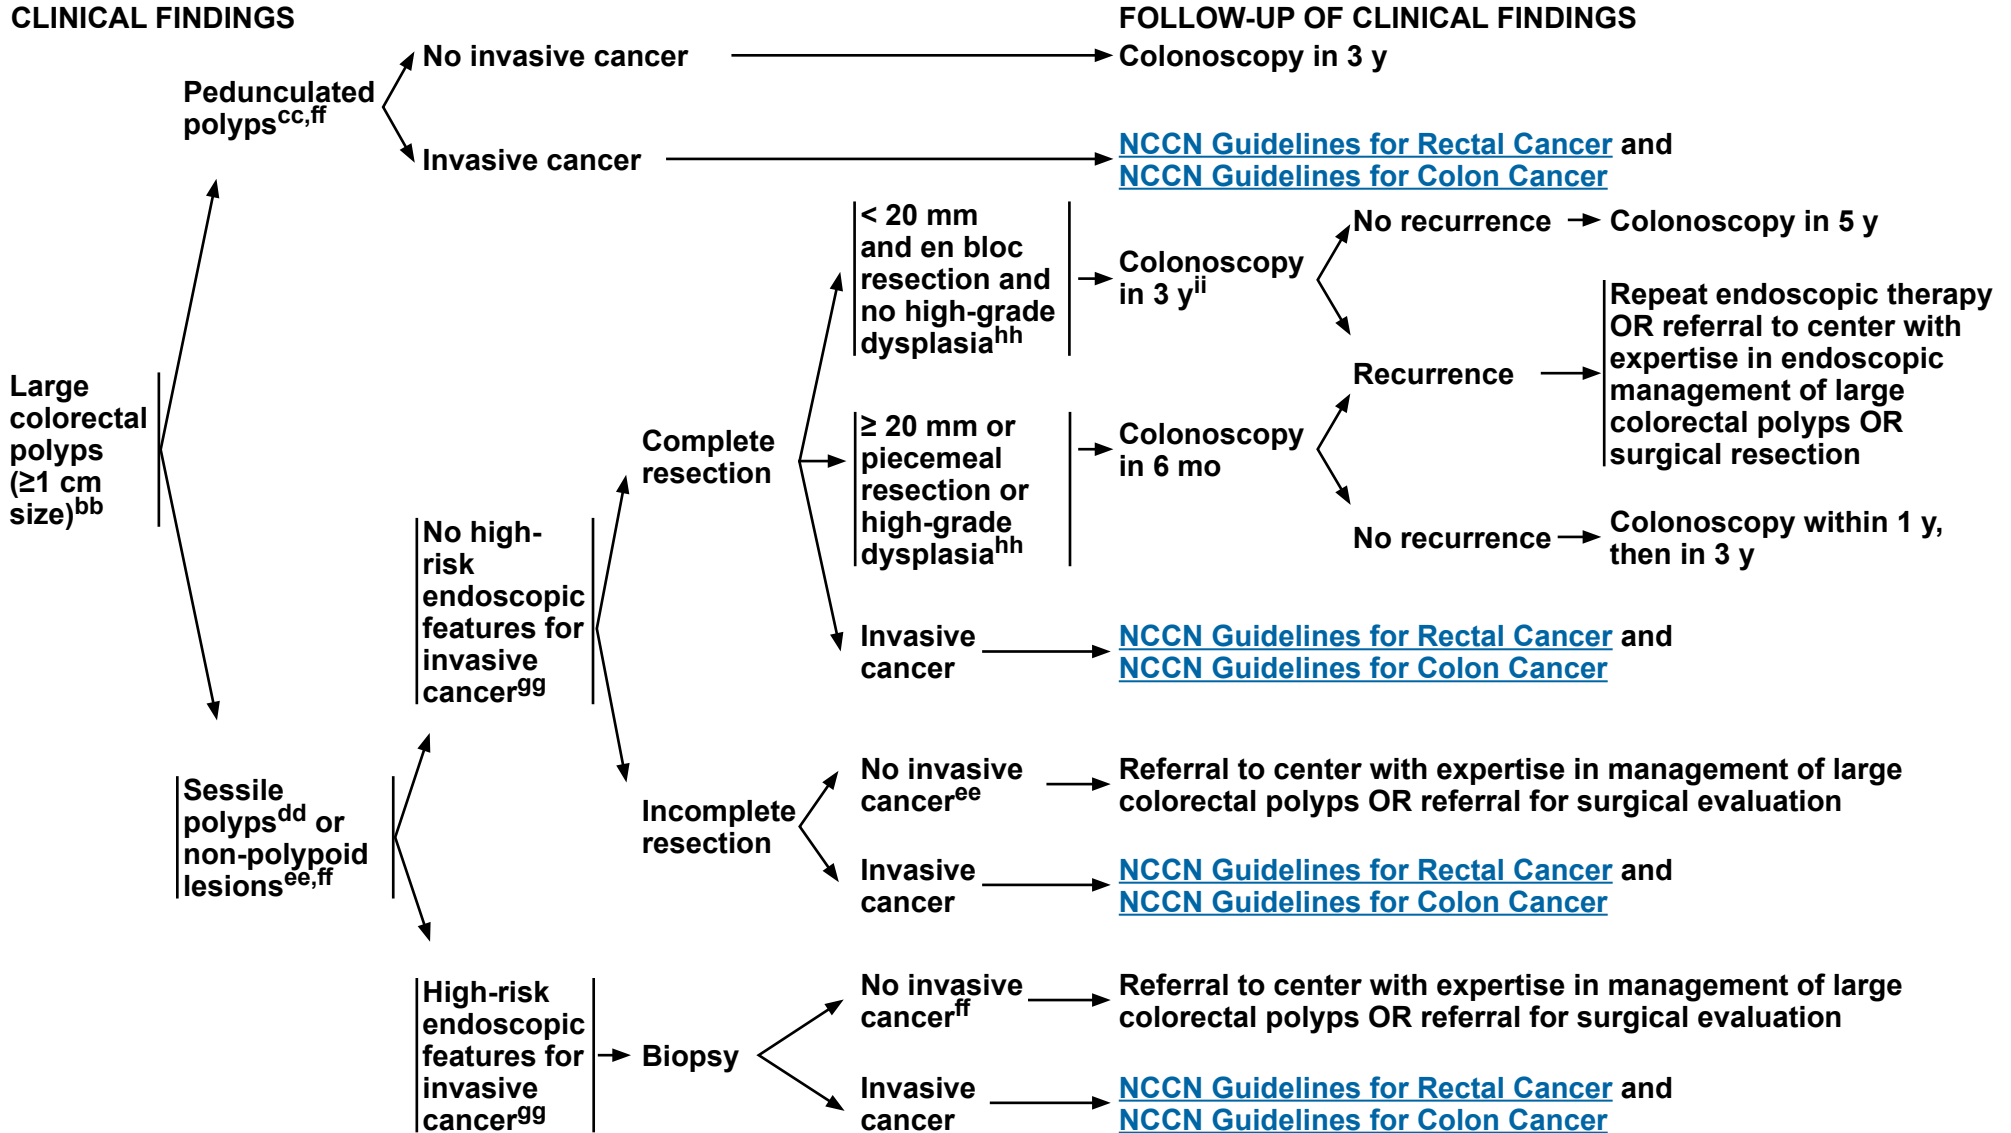 CLINICAL FINDINGS
FOLLOW-UP OF CLINICAL FINDINGS
Large
colorectal
polyps
(≥1 cm
size)bb
Pedunculated
polypscc,ff
No invasive cancer
Colonoscopy in 3 y
Invasive cancer
NCCN Guidelines for Rectal Cancer and
NCCN Guidelines for Colon Cancer
Sessile
polypsdd or
non-polypoid
lesionsee,ff
No high-
risk
endoscopic
features for
invasive
cancergg
Complete
resection
< 20 mm
and en bloc
resection and
no high-grade
dysplasiahh
Colonoscopy
in 3 yii
No recurrence
Colonoscopy in 5 y
Recurrence
Repeat endoscopic therapy
OR referral to center with
expertise in endoscopic
management of large
colorectal polyps OR
surgical resection
≥ 20 mm or
piecemeal
resection or
high-grade
dysplasiahh
Colonoscopy
in 6 mo
No recurrence
Colonoscopy within 1 y,
then in 3 y
Invasive
cancer
NCCN Guidelines for Rectal Cancer and
NCCN Guidelines for Colon Cancer
Incomplete
resection
No invasive
canceree
Referral to center with expertise in management of large
colorectal polyps OR referral for surgical evaluation
Invasive
cancer
NCCN Guidelines for Rectal Cancer and
NCCN Guidelines for Colon Cancer
High-risk
endoscopic
features for
invasive
cancergg
Biopsy
No invasive
cancerff
Referral to center with expertise in management of large
colorectal polyps OR referral for surgical evaluation
Invasive
cancer
NCCN Guidelines for Rectal Cancer and
NCCN Guidelines for Colon Cancer